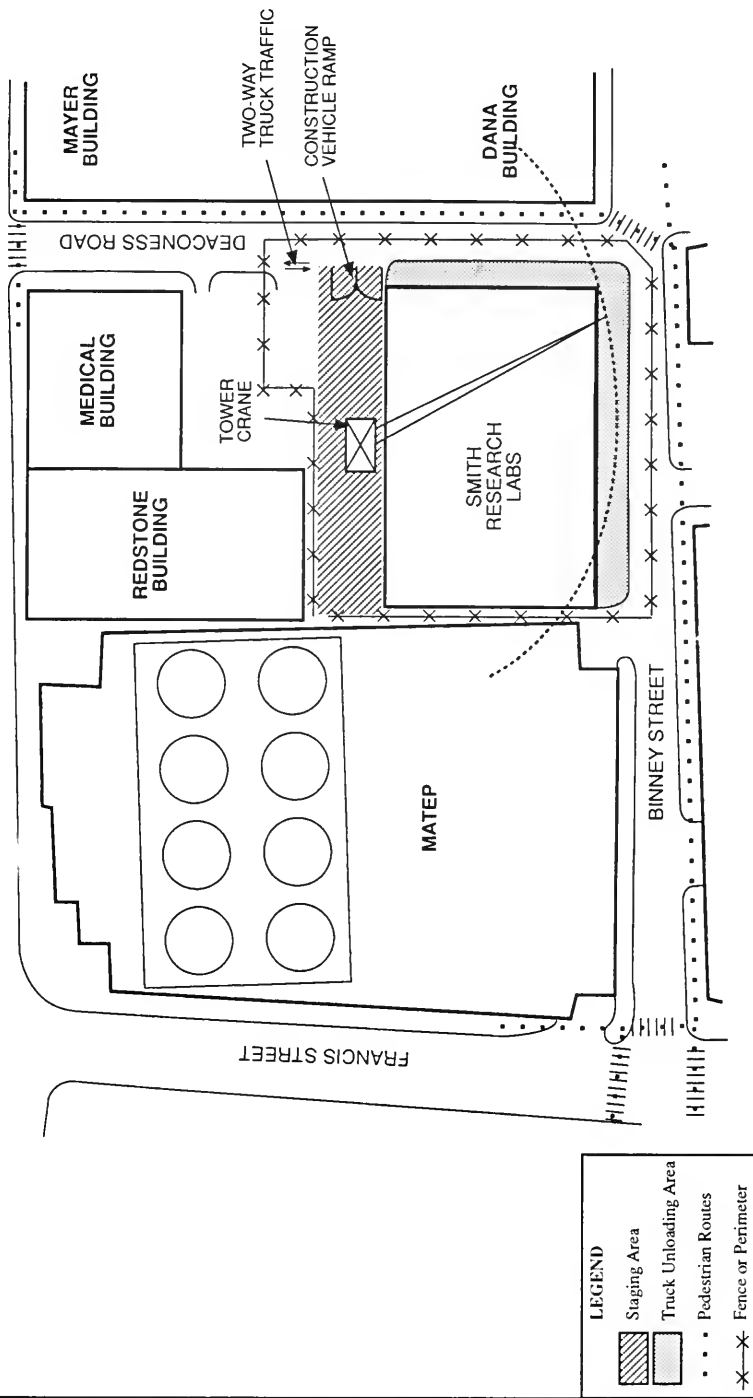 MAYER
BUILDING
TWO-WAY
TRUCK TRAFFIC
CONSTRUCTION
VEHICLE RAMP
DANA
BUILDING
DEACONESS ROAD
MEDICAL
BUILDING
REDSTONE
BUILDING
TOWER
CRANE
SMITH
RESEARCH
LABS
MATEP
BINNEY STREET
FRANCIS STREET
LEGEND
Staging Area
Truck Unloading Area
Pedestrian Routes
Fence or Perimeter